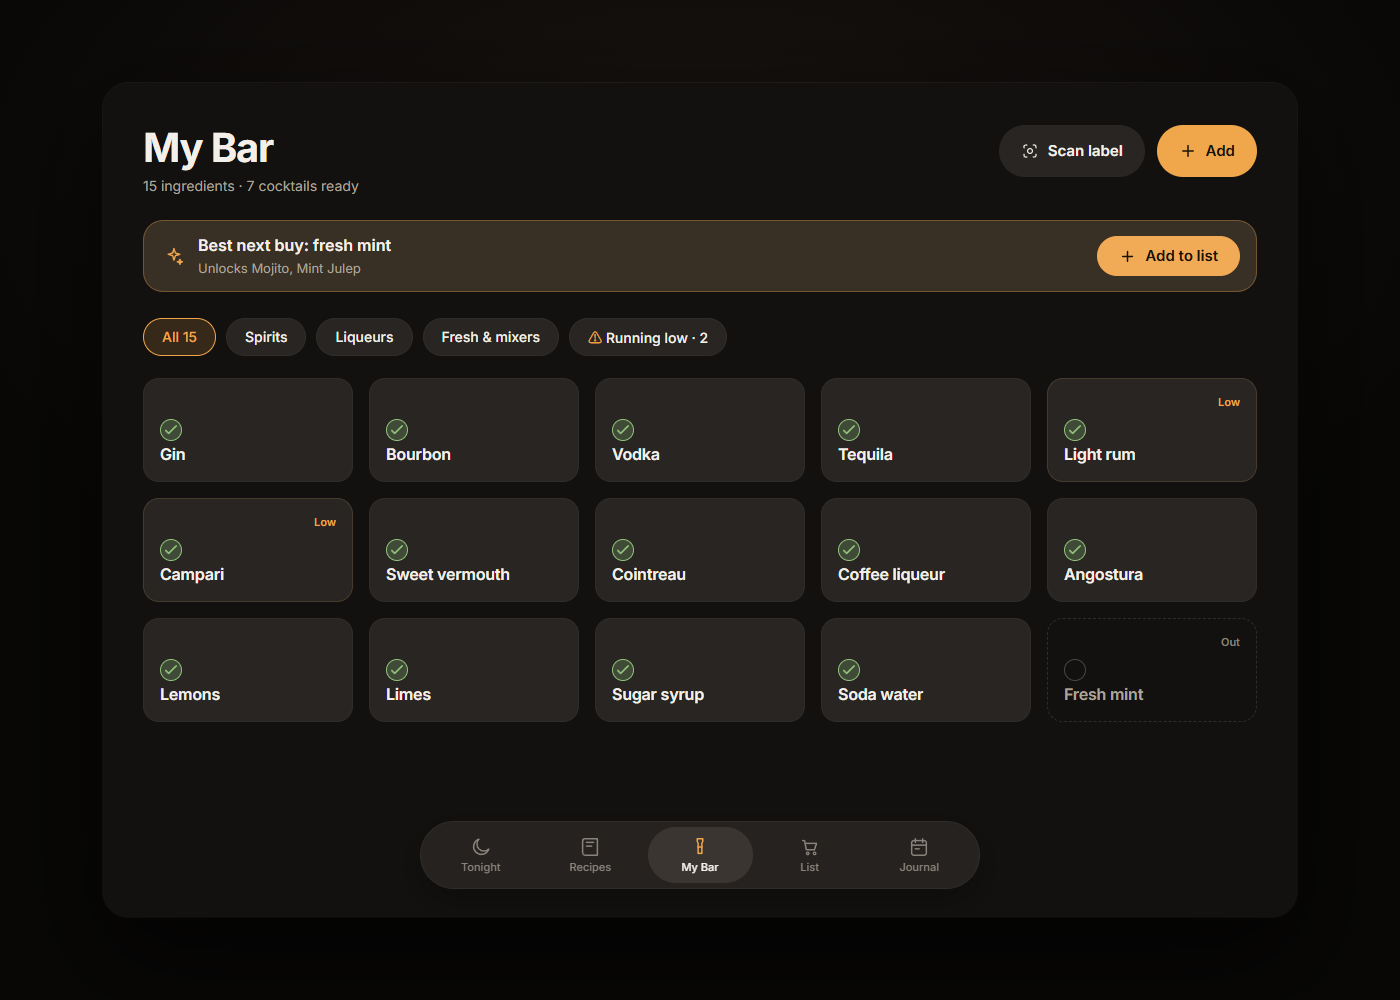 My Bar
15 ingredients · 7 cocktails ready
Scan label
Add
Best next buy: fresh mint
Unlocks Mojito, Mint Julep
Add to list
All 15
Spirits
Liqueurs
Fresh & mixers
Running low · 2
Gin
Bourbon
Vodka
Tequila
Low
Light rum
Low
Campari
Sweet vermouth
Cointreau
Coffee liqueur
Angostura
Lemons
Limes
Sugar syrup
Soda water
Out
Fresh mint
Tonight
Recipes
My Bar
List
Journal